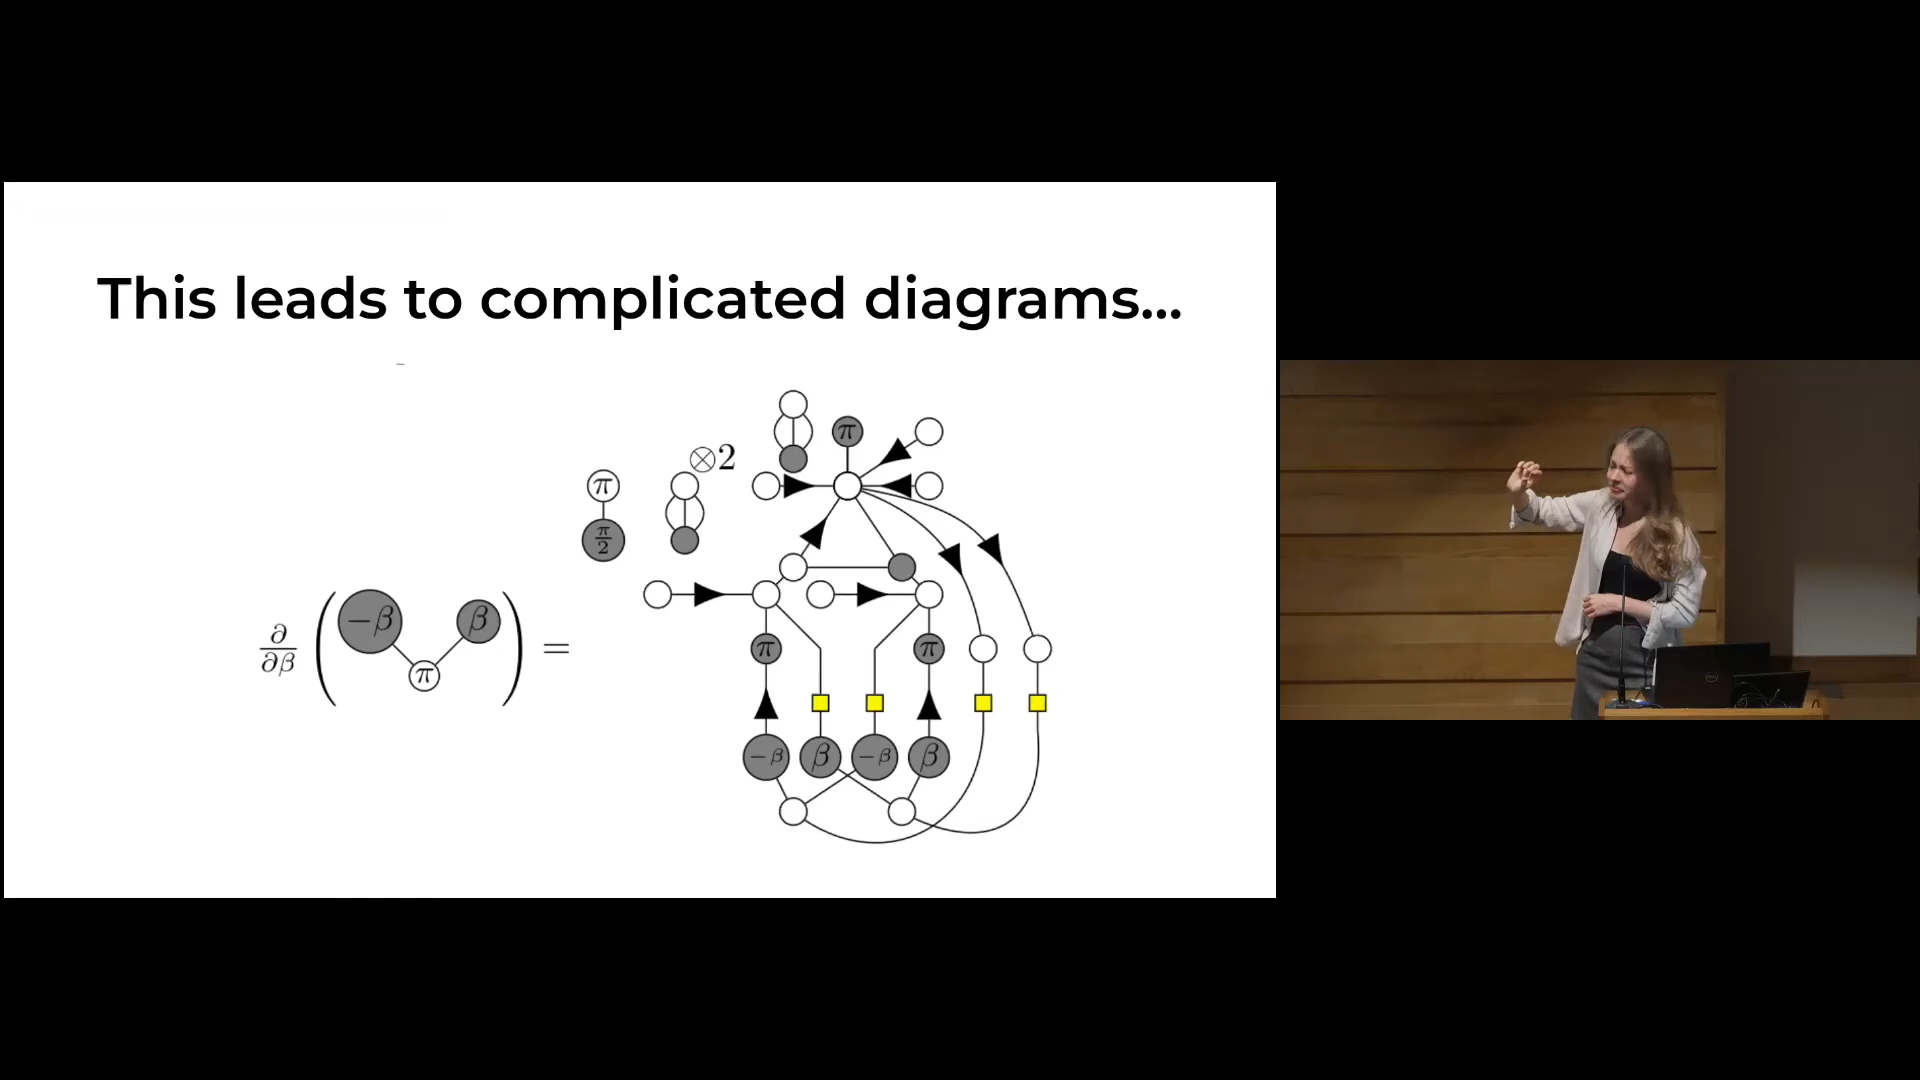 This leads to complicated diagrams...
π
⊗2
π
π/2
∂/∂β ( −β π β ) =
π π
−β β −β β